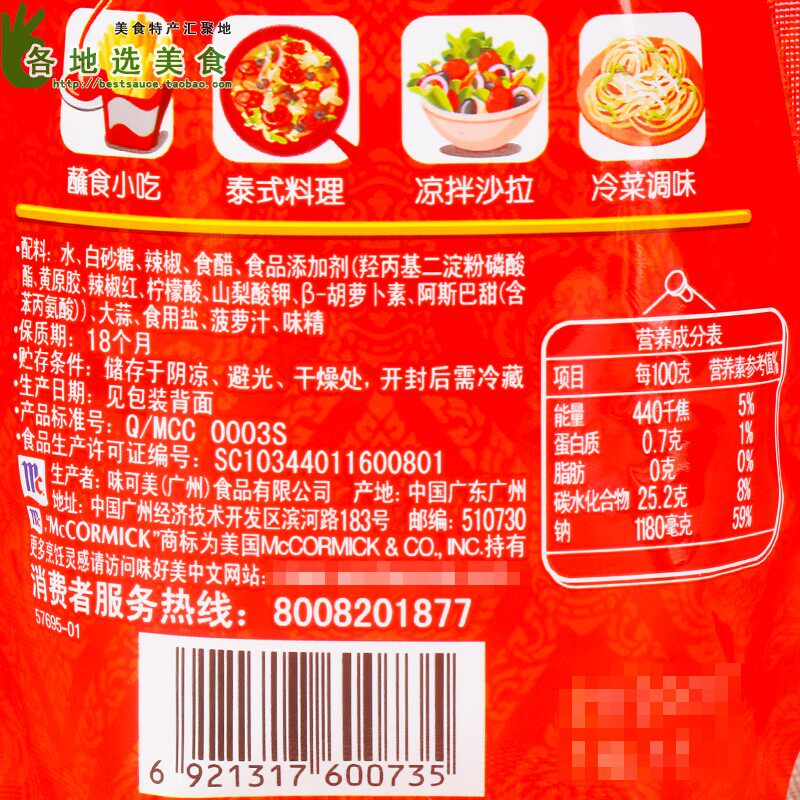 美食特产汇聚地
各地选美食
http://bestsauce.taobao.com
蘸食小吃 泰式料理 凉拌沙拉 冷菜调味
·配料：水、白砂糖、辣椒、食醋、食品添加剂(羟丙基二淀粉磷酸
酯、黄原胶、辣椒红、柠檬酸、山梨酸钾、β-胡萝卜素、阿斯巴甜(含
苯丙氨酸))、大蒜、食用盐、菠萝汁、味精
·保质期：18个月
·贮存条件：储存于阴凉、避光、干燥处，开封后需冷藏
·生产日期：见包装背面
·产品标准号：Q/MCC 0003S
·食品生产许可证编号：SC10344011600801
生产者：味可美(广州)食品有限公司 产地：中国广东广州
地址：中国广州经济技术开发区滨河路183号 邮编：510730
"McCORMICK"商标为美国McCORMICK & CO., INC.持有
更多烹饪灵感请访问味好美中文网站：
消费者服务热线：8008201877
57695-01
营养成分表
项目 每100克 营养素参考值%
能量 440千焦 5%
蛋白质 0.7克 1%
脂肪 0克 0%
碳水化合物 25.2克 8%
钠 1180毫克 59%
6 921317 600735